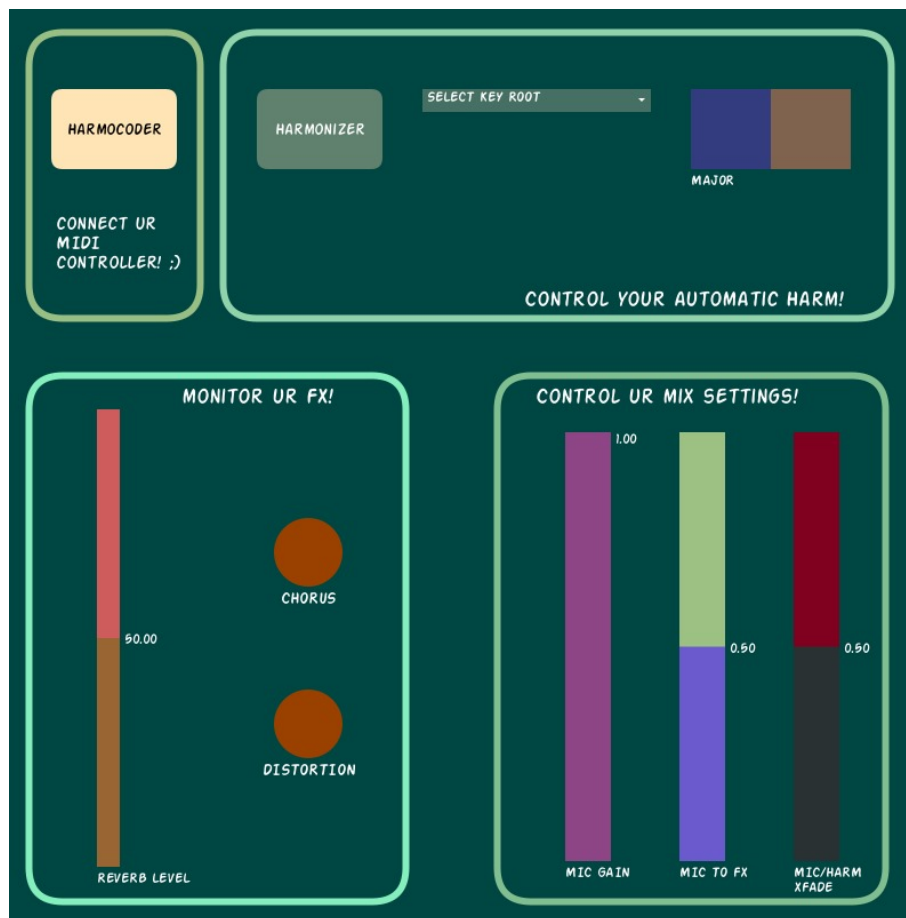 HARMOCODER
CONNECT UR
MIDI
CONTROLLER! ;)
HARMONIZER
SELECT KEY ROOT
MAJOR
CONTROL YOUR AUTOMATIC HARM!
MONITOR UR FX!
50.00
CHORUS
DISTORTION
REVERB LEVEL
CONTROL UR MIX SETTINGS!
1.00
0.50
0.50
MIC GAIN
MIC TO FX
MIC/HARM
XFADE